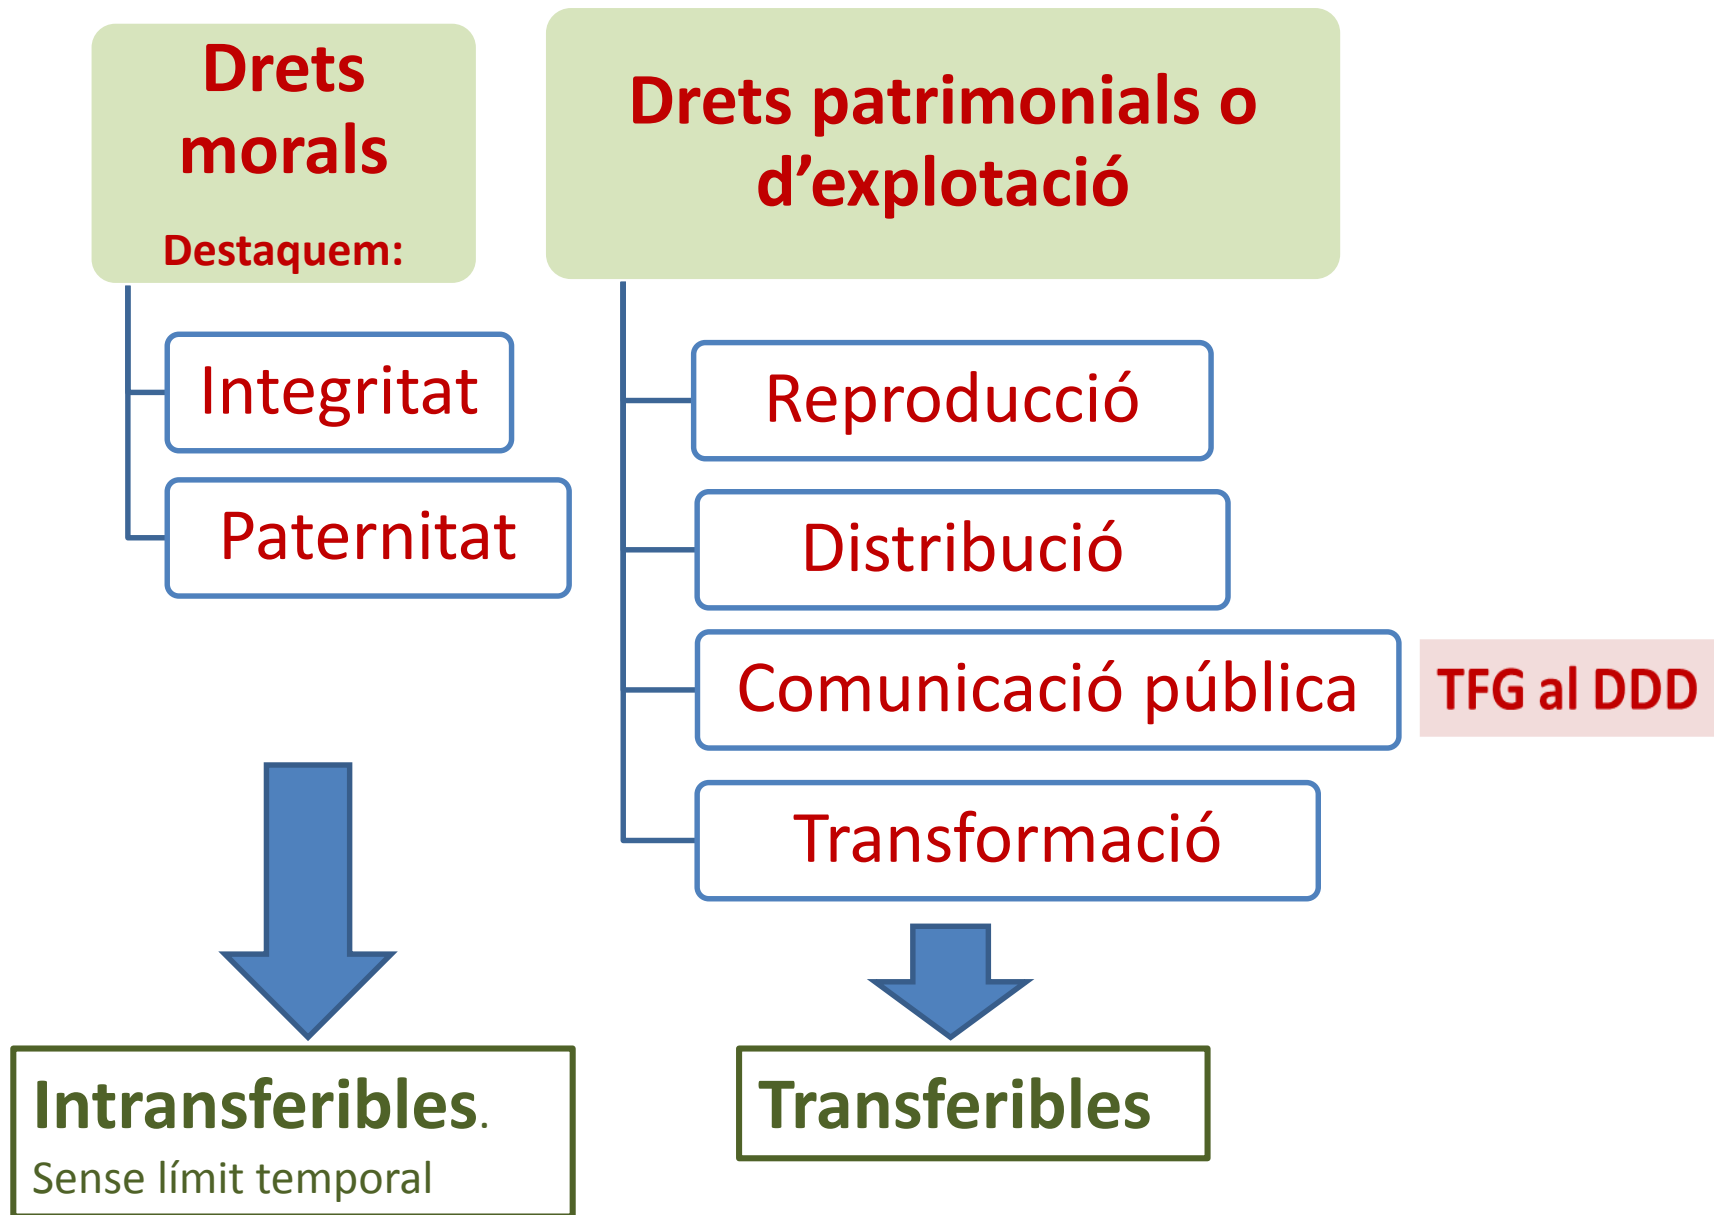 Drets
morals
Destaquem:
Integritat
Paternitat
Intransferibles.
Sense límit temporal
Drets patrimonials o
d’explotació
Reproducció
Distribució
Comunicació pública
TFG al DDD
Transformació
Transferibles